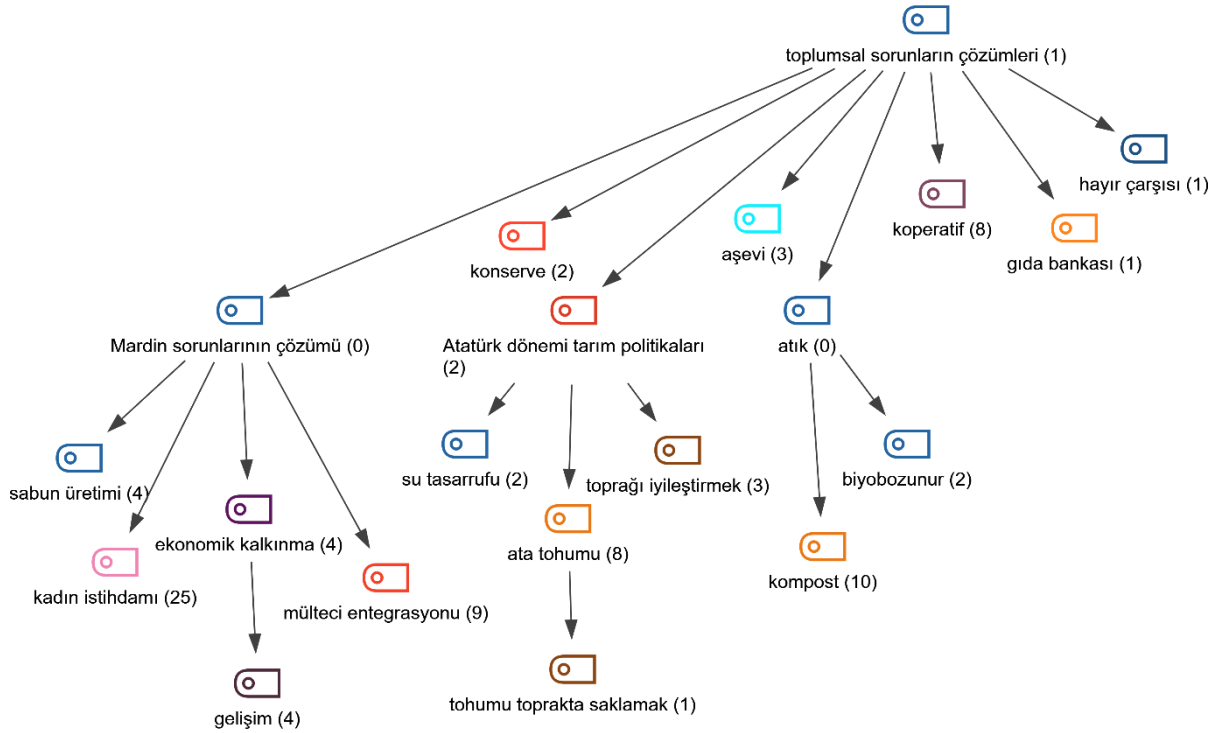 toplumsal sorunların çözümleri (1)
hayır çarşısı (1)
koperatif (8)
aşevi (3)
gıda bankası (1)
konserve (2)
Mardin sorunlarının çözümü (0)
Atatürk dönemi tarım politikaları
(2)
atık (0)
su tasarrufu (2)
toprağı iyileştirmek (3)
biyobozunur (2)
sabun üretimi (4)
ekonomik kalkınma (4)
ata tohumu (8)
kompost (10)
kadın istihdamı (25)
mülteci entegrasyonu (9)
tohumu toprakta saklamak (1)
gelişim (4)